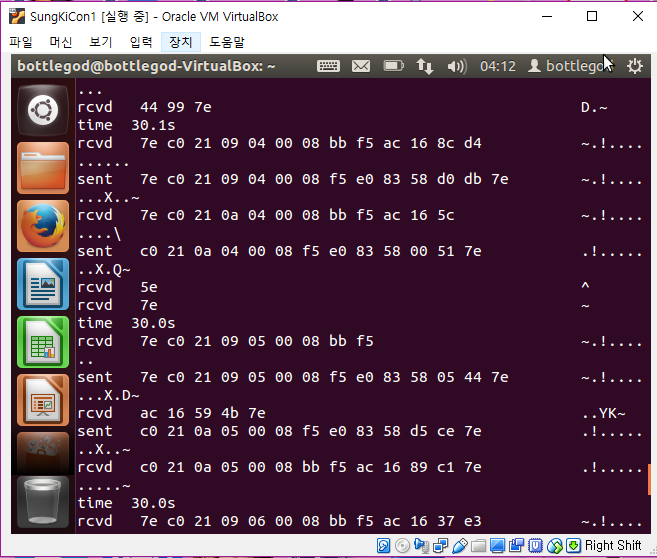 SungKiCon1 [실행 중] - Oracle VM VirtualBox
파일 머신 보기 입력 장치 도움말
bottlegod@bottlegod-VirtualBox: ~ 04:12 bottlegod
...
rcvd 44 99 7e D.~
time 30.1s
rcvd 7e c0 21 09 04 00 08 bb f5 ac 16 8c d4 ~.!....
......
sent 7e c0 21 09 04 00 08 f5 e0 83 58 d0 db 7e ~.!....
...X..~
rcvd 7e c0 21 0a 04 00 08 bb f5 ac 16 5c ~.!....
....\
sent c0 21 0a 04 00 08 f5 e0 83 58 00 51 7e .!.....
..X.Q~
rcvd 5e ^
rcvd 7e ~
time 30.0s
rcvd 7e c0 21 09 05 00 08 bb f5 ~.!....
..
sent 7e c0 21 09 05 00 08 f5 e0 83 58 05 44 7e ~.!....
...X.D~
rcvd ac 16 59 4b 7e ..YK~
sent c0 21 0a 05 00 08 f5 e0 83 58 d5 ce 7e .!.....
..X..~
rcvd c0 21 0a 05 00 08 bb f5 ac 16 89 c1 7e .!.....
.....~
time 30.0s
rcvd 7e c0 21 09 06 00 08 bb f5 ac 16 37 e3 ~.!....
Right Shift